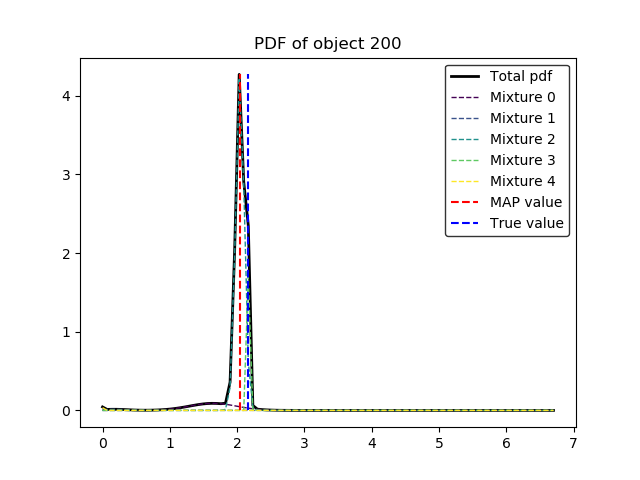 PDF of object 200
Total pdf
Mixture 0
Mixture 1
Mixture 2
Mixture 3
Mixture 4
MAP value
True value
4
3
2
1
0
0 1 2 3 4 5 6 7